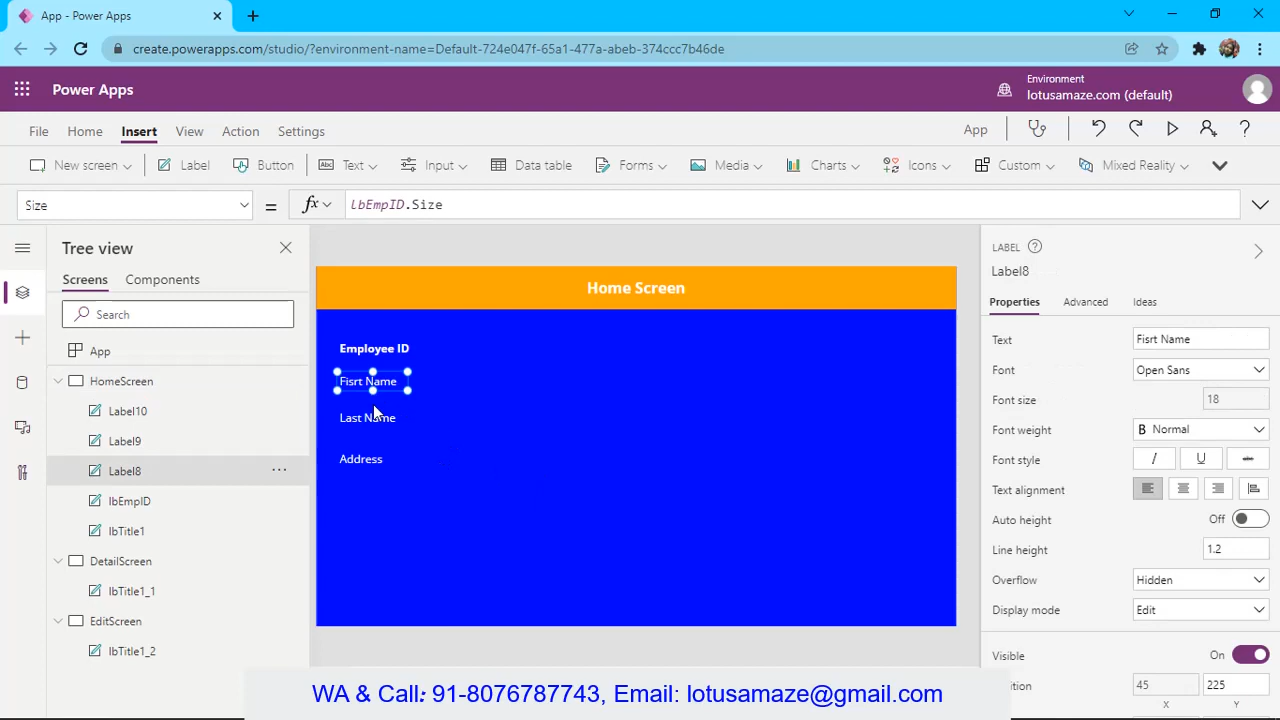 App - Power Apps
create.powerapps.com/studio/?environment-name=Default-724e047f-65a1-477a-abeb-374ccc7b46de
Power Apps
Environment
lotusamaze.com (default)
File Home Insert View Action Settings App
New screen Label Button Text Input Data table Forms Media Charts Icons Custom Mixed Reality
Size = fx LbEmpID.Size
Tree view
Screens Components
Search
App
HomeScreen
Label10
Label9
Label8
lbEmpID
lbTitle1
DetailScreen
lbTitle1_1
EditScreen
lbTitle1_2
Home Screen
Employee ID
Fisrt Name
Last Name
Address
LABEL
Label8
Properties Advanced Ideas
Text Fisrt Name
Font Open Sans
Font size 18
Font weight B Normal
Font style
Text alignment
Auto height Off
Line height 1.2
Overflow Hidden
Display mode Edit
Visible On
Position 45 225
X Y
WA & Call: 91-8076787743, Email: lotusamaze@gmail.com